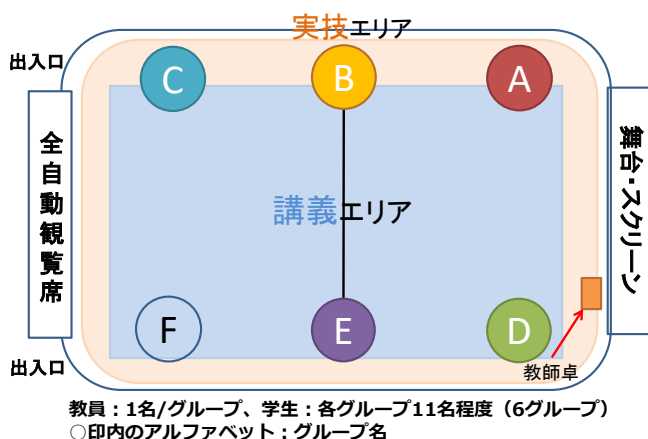 実技エリア
出入口
C
B
A
全自動観覧席
舞台・スクリーン
講義エリア
F
E
D
出入口
教師卓
教員：1名/グループ、学生：各グループ11名程度（6グループ）
○印内のアルファベット：グループ名